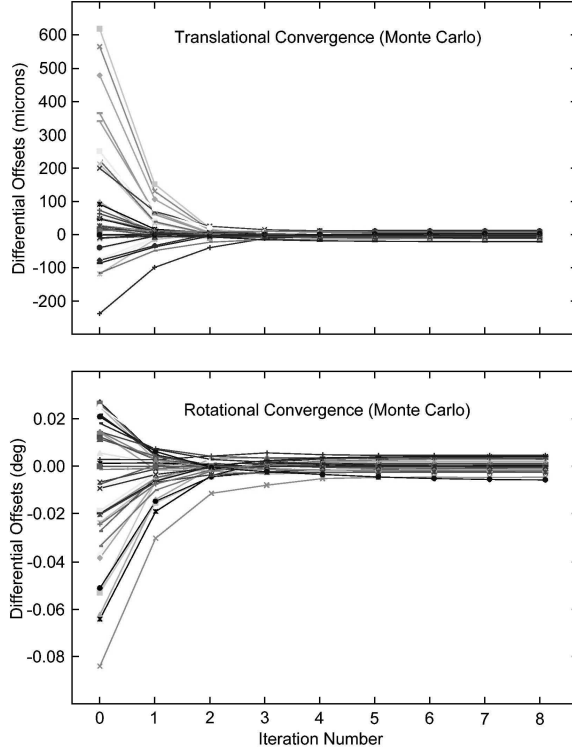 Translational Convergence (Monte Carlo)
Differential Offsets (microns)
600
500
400
300
200
100
0
-100
-200
Rotational Convergence (Monte Carlo)
Differential Offsets (deg)
0.02
0.00
-0.02
-0.04
-0.06
-0.08
0 1 2 3 4 5 6 7 8
Iteration Number